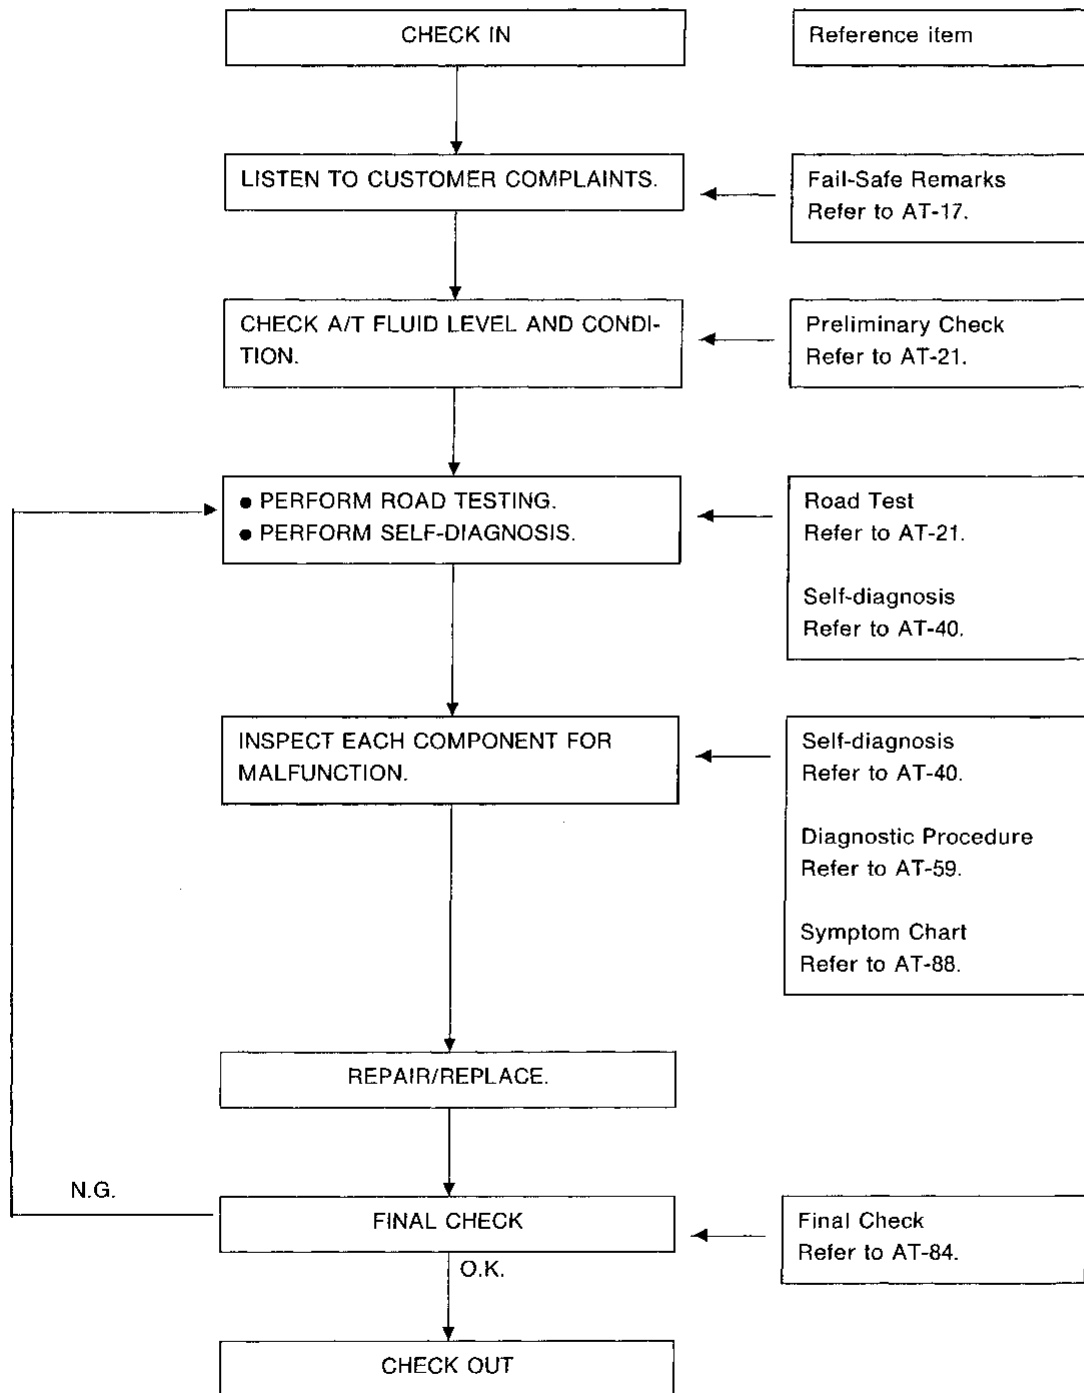 CHECK IN
Reference item
LISTEN TO CUSTOMER COMPLAINTS.
Fail-Safe Remarks
Refer to AT-17.
CHECK A/T FLUID LEVEL AND CONDI-
TION.
Preliminary Check
Refer to AT-21.
● PERFORM ROAD TESTING.
● PERFORM SELF-DIAGNOSIS.
Road Test
Refer to AT-21.
Self-diagnosis
Refer to AT-40.
INSPECT EACH COMPONENT FOR
MALFUNCTION.
Self-diagnosis
Refer to AT-40.
Diagnostic Procedure
Refer to AT-59.
Symptom Chart
Refer to AT-88.
REPAIR/REPLACE.
N.G.
FINAL CHECK
Final Check
Refer to AT-84.
O.K.
CHECK OUT